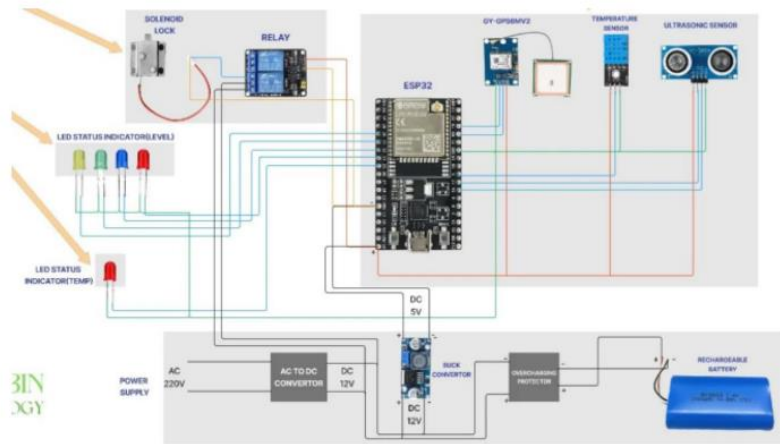 SOLENOID
LOCK
RELAY
GY-GPS6MV2
TEMPERATURE
SENSOR
ULTRASONIC SENSOR
ESP32
LED STATUS INDICATOR(LEVEL)
LED STATUS
INDICATOR(TEMP)
DC
5V
BIN
OGY
POWER
SUPPLY
AC
220V
AC TO DC
CONVERTOR
DC
12V
BUCK
CONVERTOR
DC
12V
OVERCHARGING
PROTECTOR
RECHARGEABLE
BATTERY